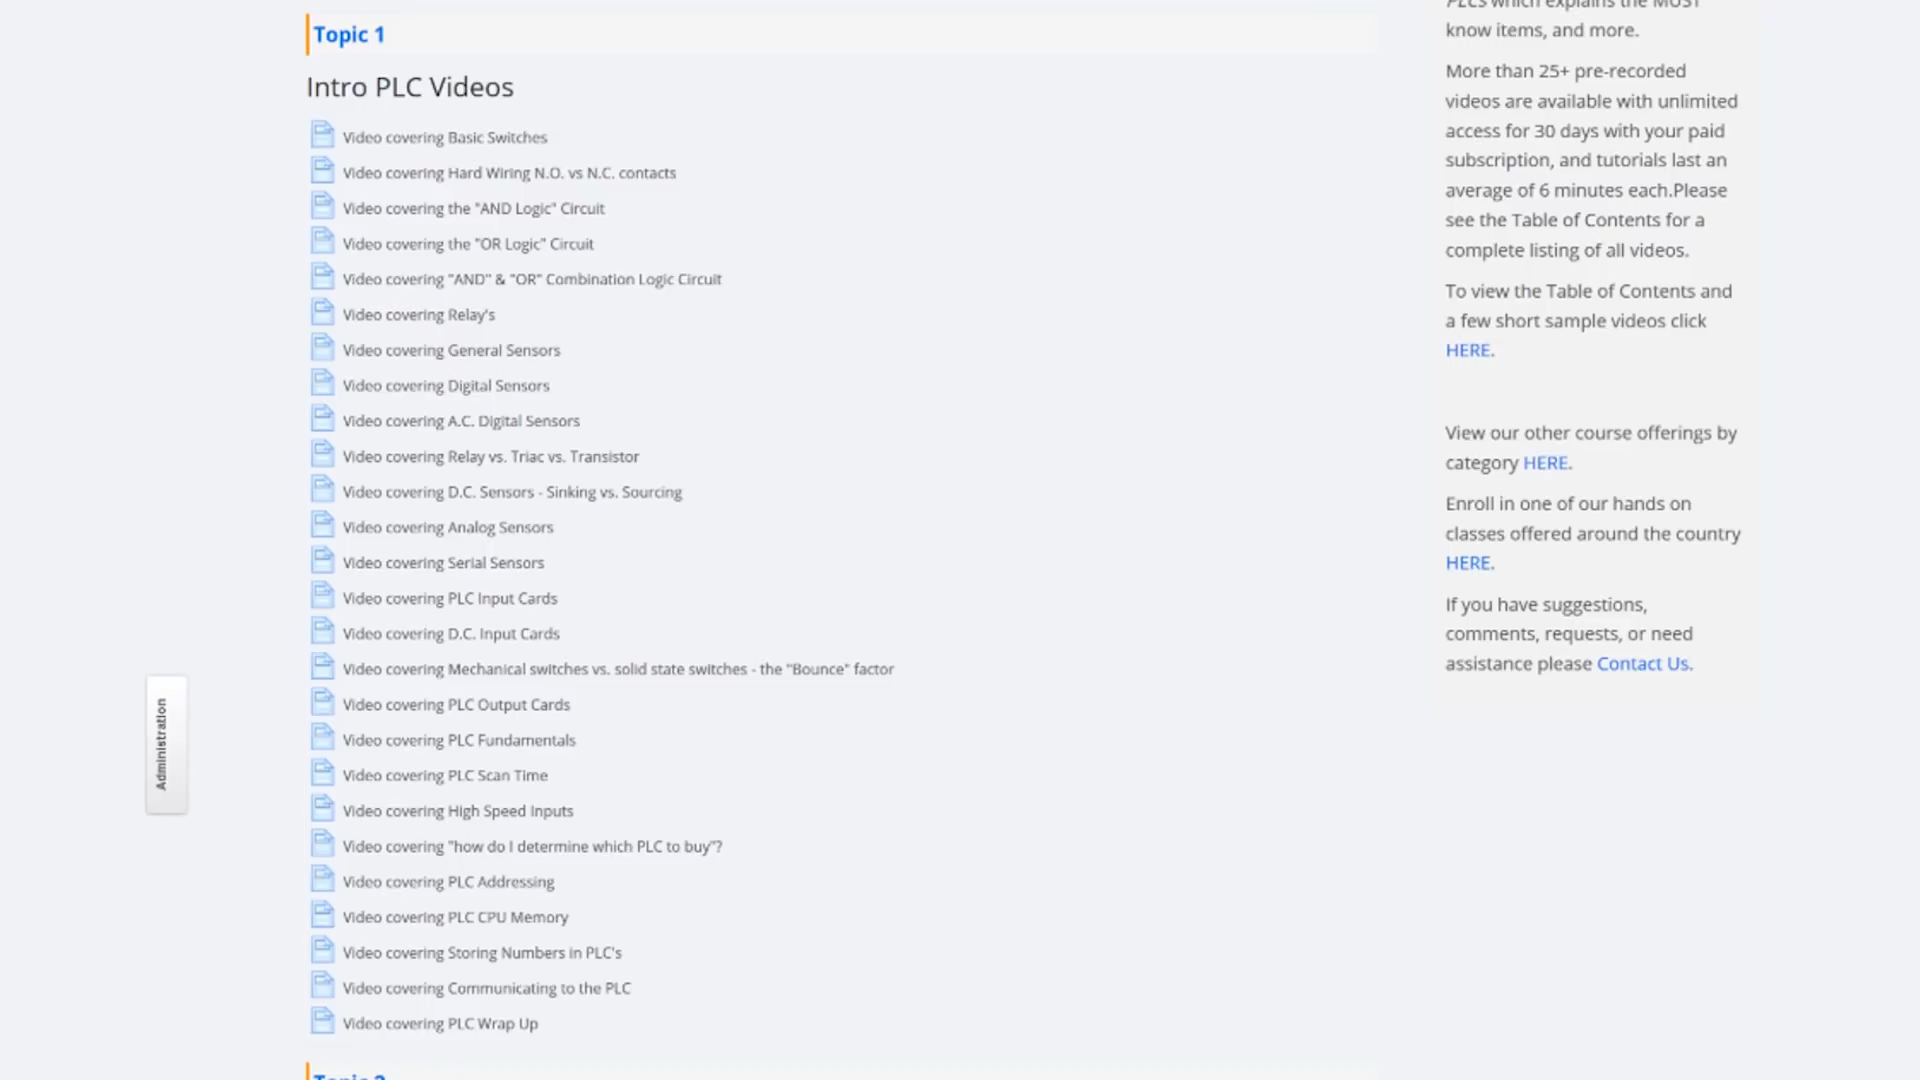 Topic 1
Intro PLC Videos
Video covering Basic Switches
Video covering Hard Wiring N.O. vs N.C. contacts
Video covering the "AND Logic" Circuit
Video covering the "OR Logic" Circuit
Video covering "AND" & "OR" Combination Logic Circuit
Video covering Relay's
Video covering General Sensors
Video covering Digital Sensors
Video covering A.C. Digital Sensors
Video covering Relay vs. Triac vs. Transistor
Video covering D.C. Sensors - Sinking vs. Sourcing
Video covering Analog Sensors
Video covering Serial Sensors
Video covering PLC Input Cards
Video covering D.C. Input Cards
Video covering Mechanical switches vs. solid state switches - the "Bounce" factor
Video covering PLC Output Cards
Video covering PLC Fundamentals
Video covering PLC Scan Time
Video covering High Speed Inputs
Video covering "how do I determine which PLC to buy"?
Video covering PLC Addressing
Video covering PLC CPU Memory
Video covering Storing Numbers in PLC's
Video covering Communicating to the PLC
Video covering PLC Wrap Up
Topic 2
Administration
PLCs which explains the MUST
know items, and more.
More than 25+ pre-recorded
videos are available with unlimited
access for 30 days with your paid
subscription, and tutorials last an
average of 6 minutes each.Please
see the Table of Contents for a
complete listing of all videos.
To view the Table of Contents and
a few short sample videos click
HERE.
View our other course offerings by
category HERE.
Enroll in one of our hands on
classes offered around the country
HERE.
If you have suggestions,
comments, requests, or need
assistance please Contact Us.